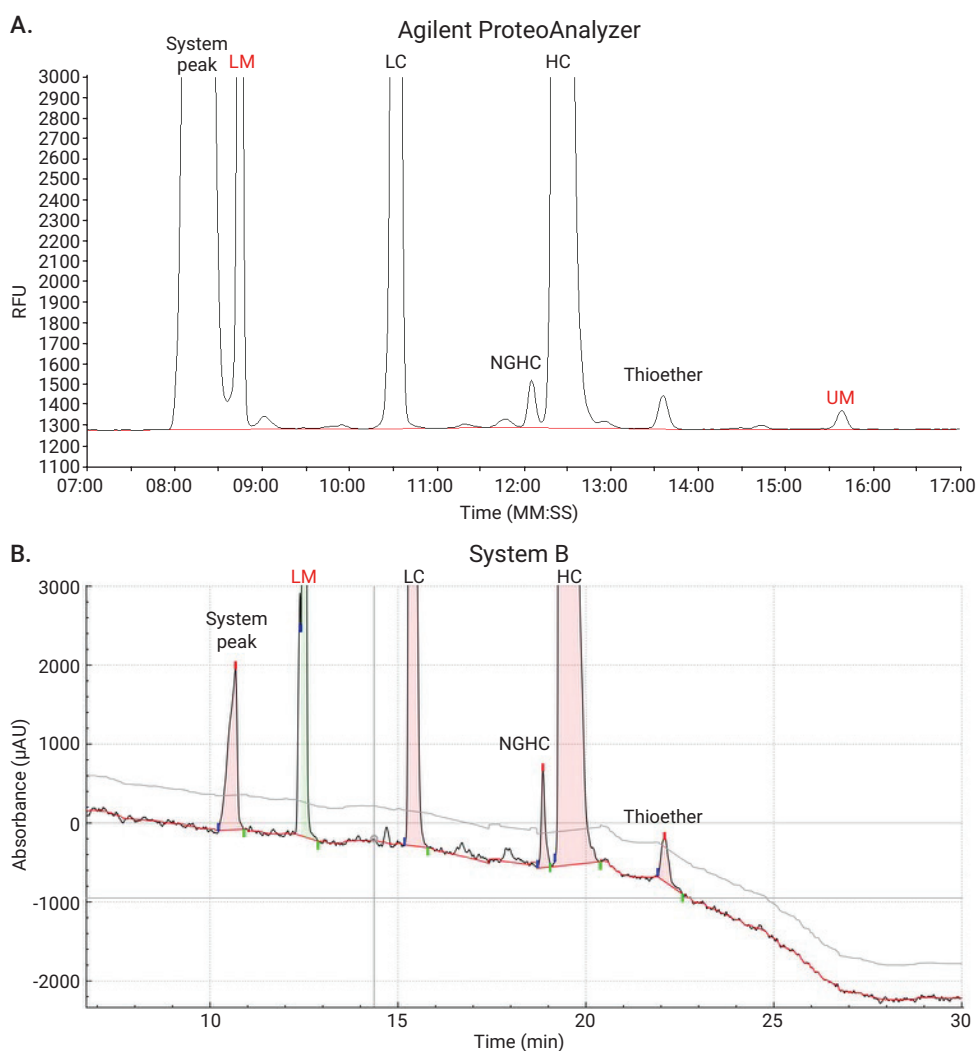 A.
Agilent ProteoAnalyzer
System
peak
LM
LC
HC
3000
2900
2800
2700
2600
2500
2400
2300
2200
2100
2000
1900
1800
1700
1600
1500
1400
1300
1200
1100
RFU
NGHC
Thioether
UM
07:00 08:00 09:00 10:00 11:00 12:00 13:00 14:00 15:00 16:00 17:00
Time (MM:SS)
B.
System B
LM
LC
HC
System
peak
NGHC
Thioether
3000
2000
1000
0
-1000
-2000
Absorbance (µAU)
10 15 20 25 30
Time (min)